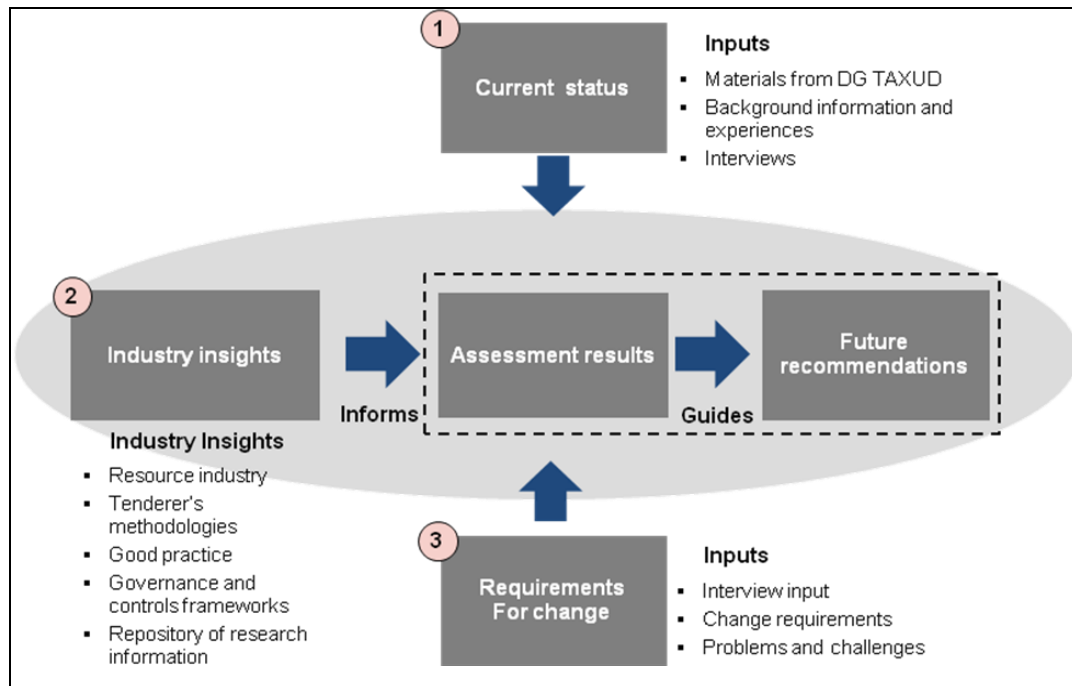 1
Current status
Inputs
▪ Materials from DG TAXUD
▪ Background information and
experiences
▪ Interviews
2
Industry insights
Informs
Assessment results
Guides
Future
recommendations
Industry Insights
▪ Resource industry
▪ Tenderer's
methodologies
▪ Good practice
▪ Governance and
controls frameworks
▪ Repository of research
information
3
Requirements
For change
Inputs
▪ Interview input
▪ Change requirements
▪ Problems and challenges